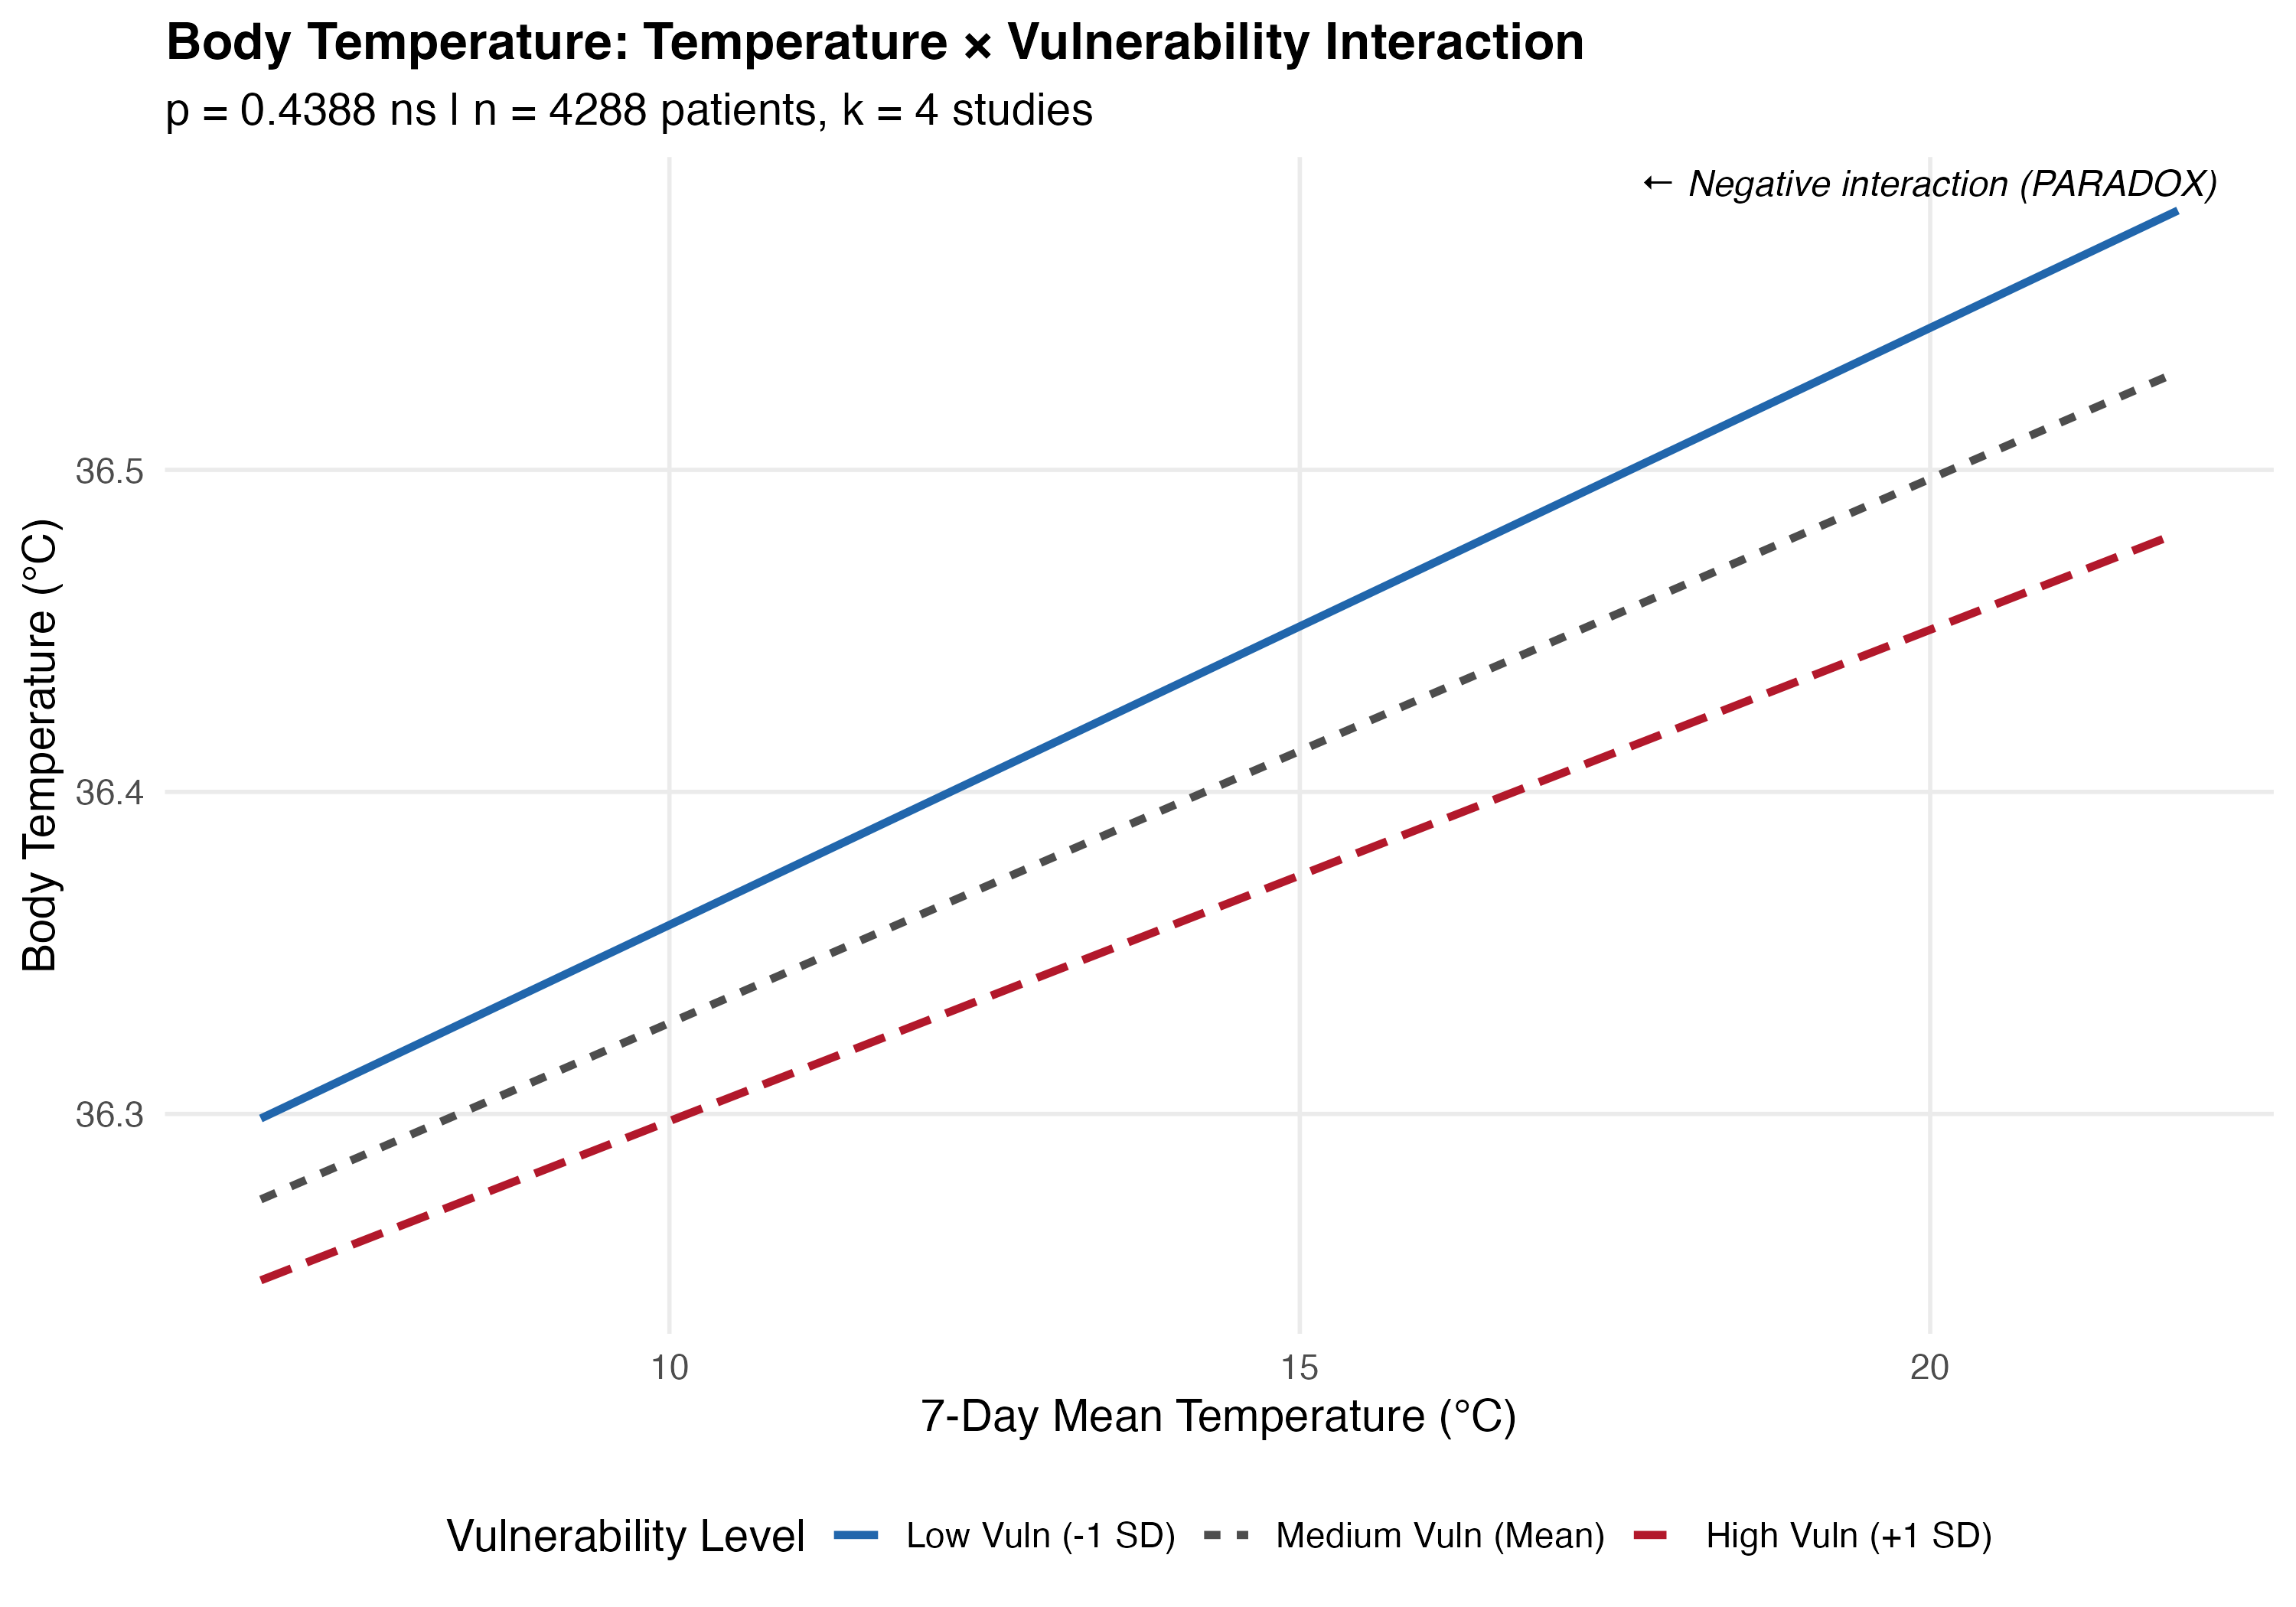 Body Temperature: Temperature × Vulnerability Interaction
p = 0.4388 ns | n = 4288 patients, k = 4 studies
← Negative interaction (PARADOX)
Body Temperature (°C)
36.5
36.4
36.3
10 15 20
7-Day Mean Temperature (°C)
Vulnerability Level Low Vuln (-1 SD) Medium Vuln (Mean) High Vuln (+1 SD)